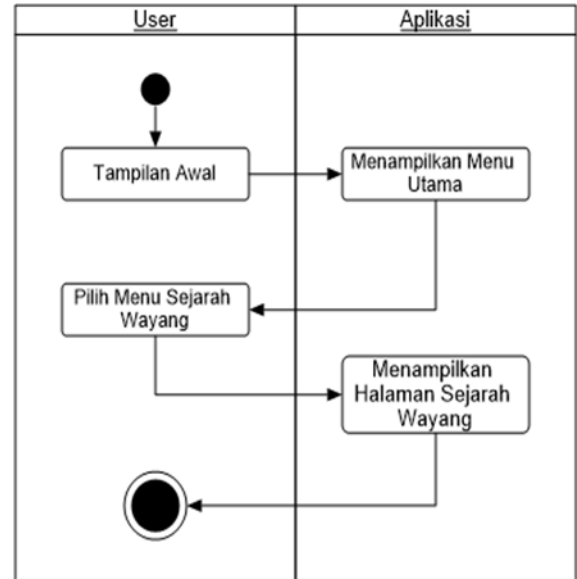 User
Aplikasi
Tampilan Awal
Menampilkan Menu
Utama
Pilih Menu Sejarah
Wayang
Menampilkan
Halaman Sejarah
Wayang